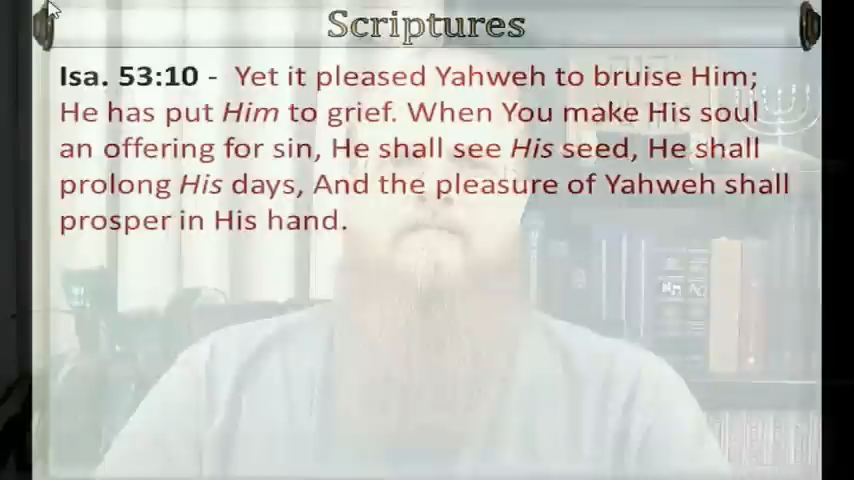 Scriptures
Isa. 53:10 - Yet it pleased Yahweh to bruise Him;
He has put Him to grief. When You make His soul
an offering for sin, He shall see His seed, He shall
prolong His days, And the pleasure of Yahweh shall
prosper in His hand.